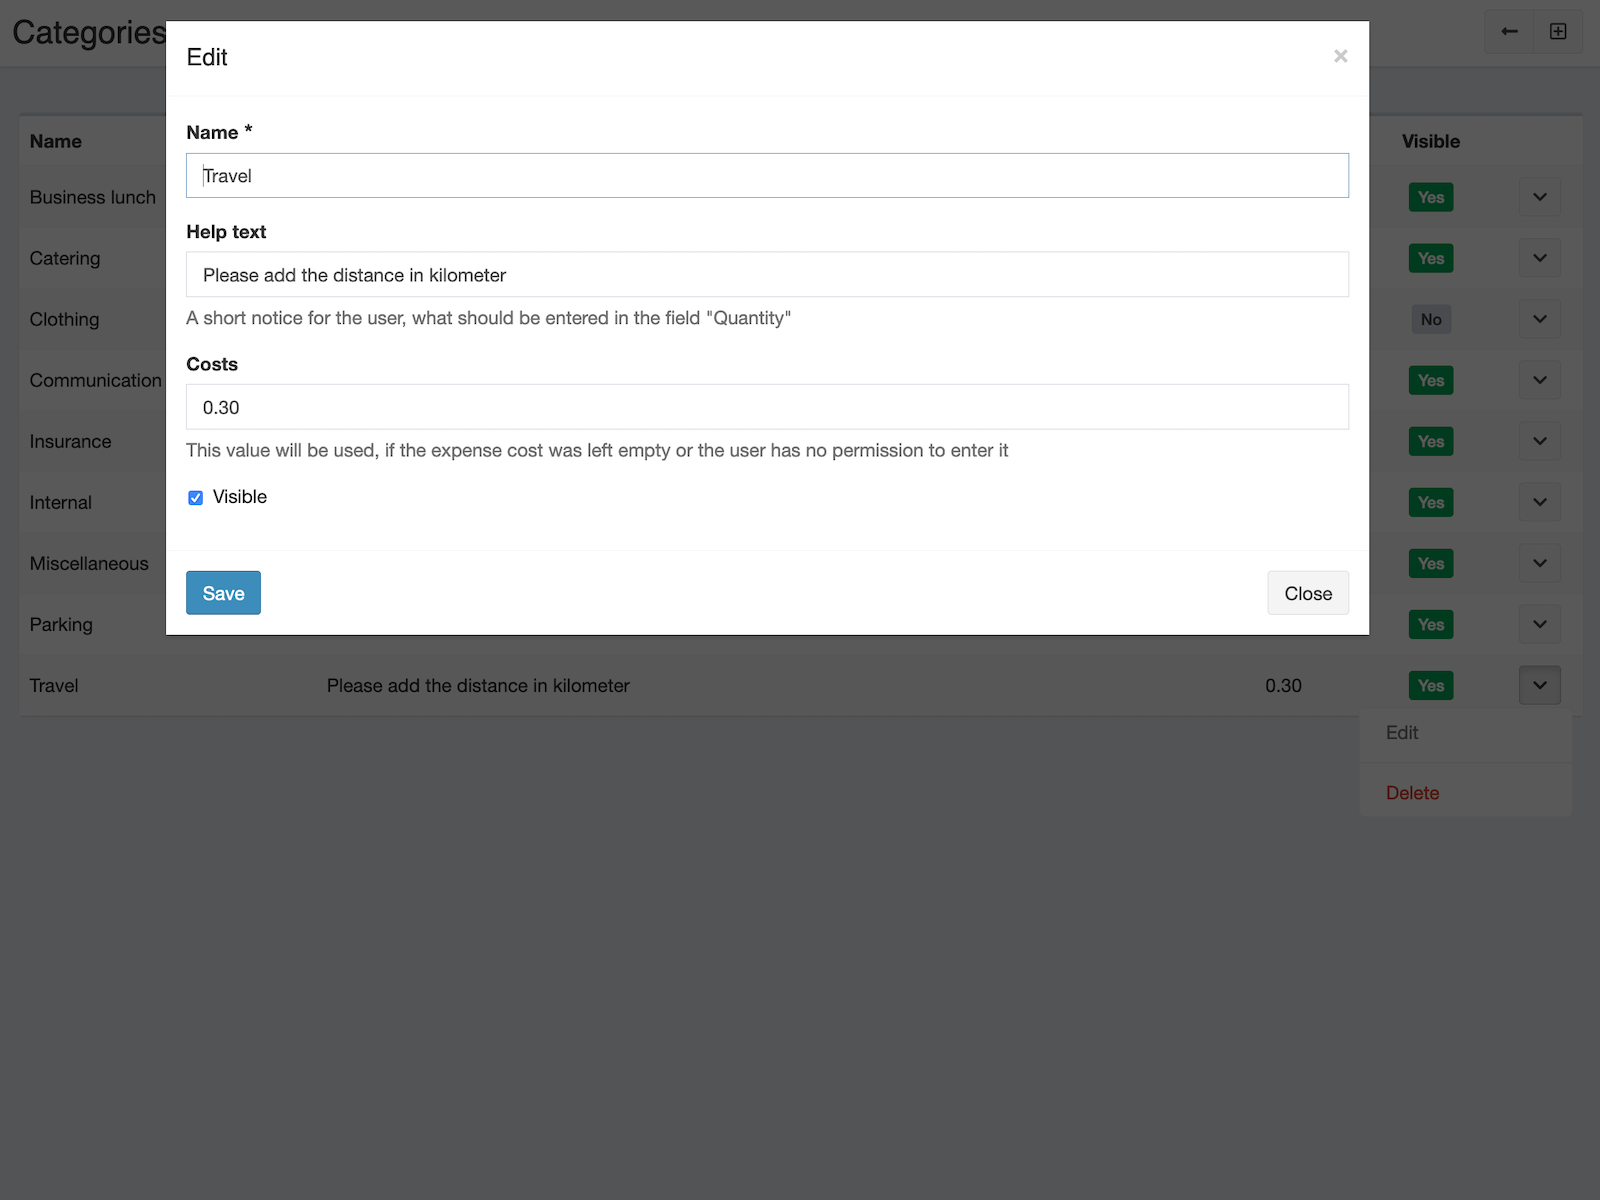 Categories
Edit
×
Name *
Travel
Help text
Please add the distance in kilometer
A short notice for the user, what should be entered in the field "Quantity"
Costs
0.30
This value will be used, if the expense cost was left empty or the user has no permission to enter it
Visible
Save
Close
Name
Visible
Business lunch
Yes
Catering
Yes
Clothing
No
Communication
Yes
Insurance
Yes
Internal
Yes
Miscellaneous
Yes
Parking
Yes
Travel
Please add the distance in kilometer
0.30
Yes
Edit
Delete